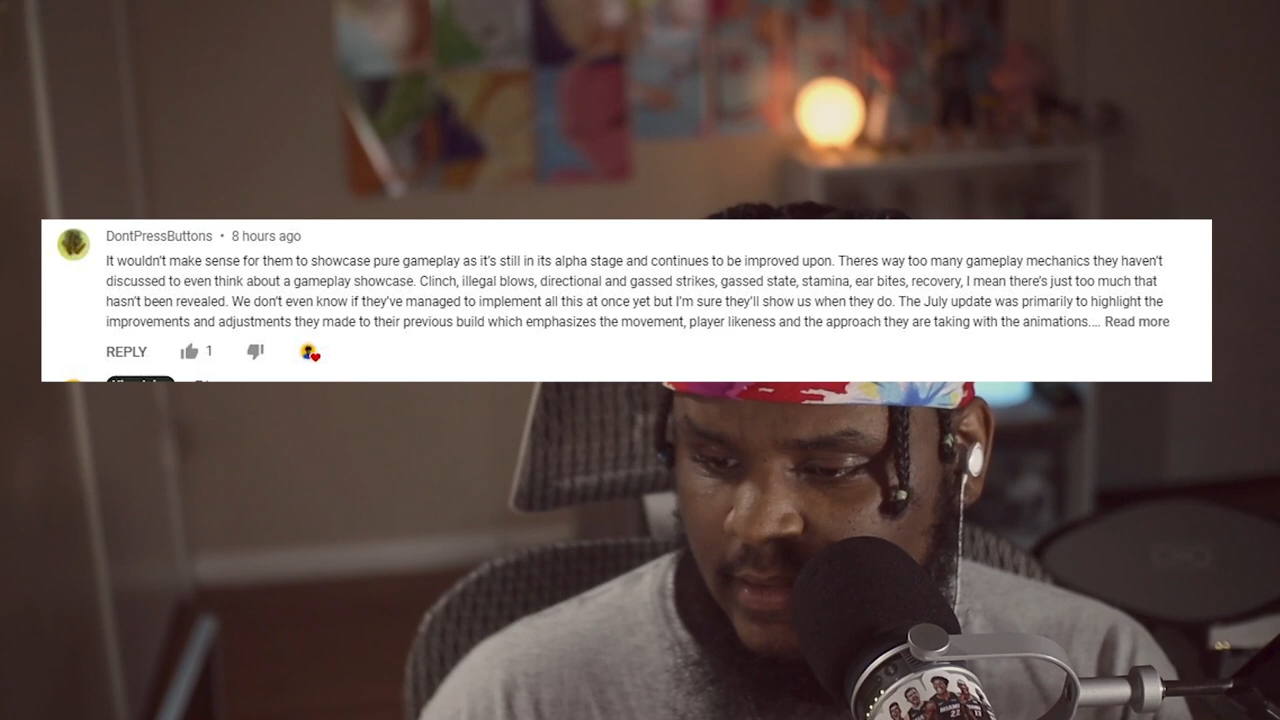 DontPressButtons • 8 hours ago
It wouldn't make sense for them to showcase pure gameplay as it's still in its alpha stage and continues to be improved upon. Theres way too many gameplay mechanics they haven't
discussed to even think about a gameplay showcase. Clinch, illegal blows, directional and gassed strikes, gassed state, stamina, ear bites, recovery, I mean there's just too much that
hasn't been revealed. We don't even know if they've managed to implement all this at once yet but I'm sure they'll show us when they do. The July update was primarily to highlight the
improvements and adjustments they made to their previous build which emphasizes the movement, player likeness and the approach they are taking with the animations.... Read more
REPLY 1
MIAMI
22